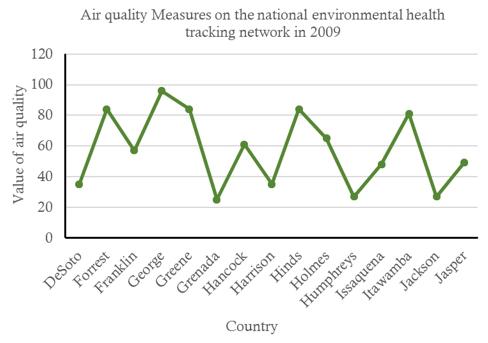 Air quality Measures on the national environmental health
tracking network in 2009
120
100
80
60
40
20
0
Value of air quality
DeSoto
Forrest
Franklin
George
Greene
Grenada
Hancock
Harrison
Hinds
Holmes
Humphreys
Issaquena
Itawamba
Jackson
Jasper
Country